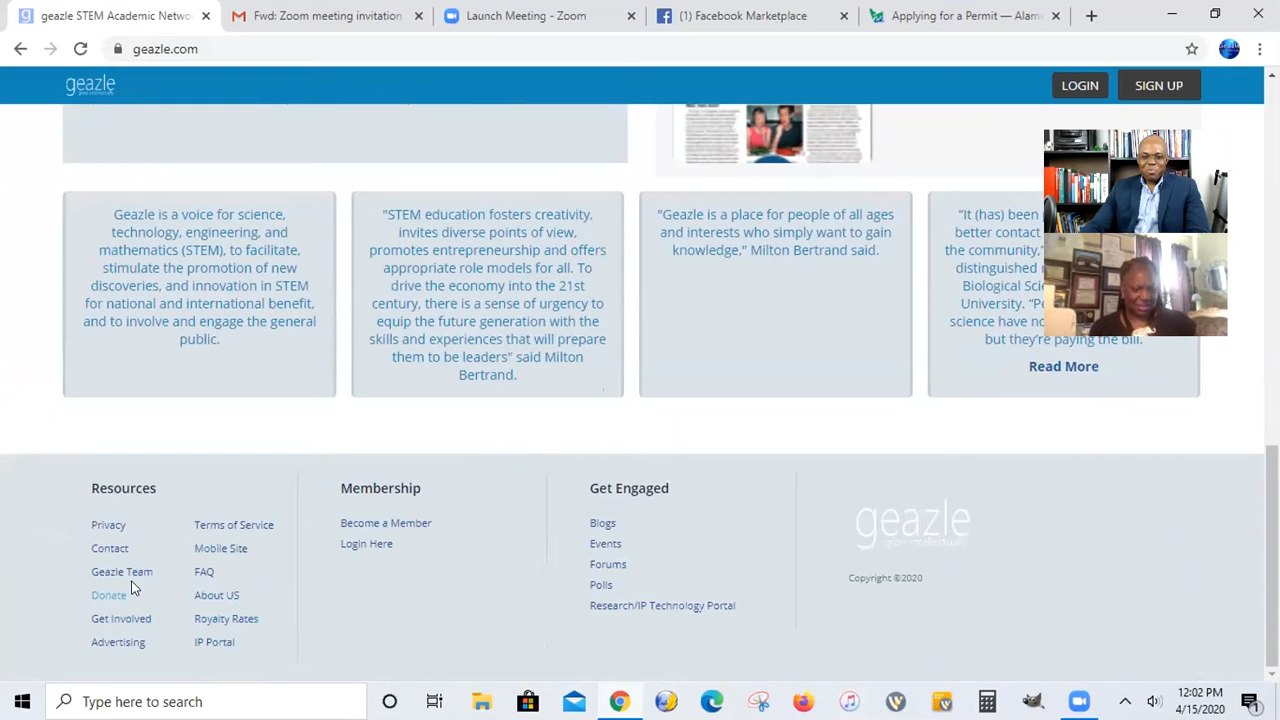 geazle STEM Academic Netwo
Fwd: Zoom meeting invitation
Launch Meeting - Zoom
(1) Facebook Marketplace
Applying for a Permit — Alam
geazle.com
geazle
LOGIN
SIGN UP
Geazle is a voice for science,
technology, engineering, and
mathematics (STEM), to facilitate,
stimulate the promotion of new
discoveries, and innovation in STEM
for national and international benefit,
and to involve and engage the general
public.
"STEM education fosters creativity.
invites diverse points of view,
promotes entrepreneurship and offers
appropriate role models for all. To
drive the economy into the 21st
century, there is a sense of urgency to
equip the future generation with the
skills and experiences that will prepare
them to be leaders" said Milton
Bertrand.
"Geazle is a place for people of all ages
and interests who simply want to gain
knowledge," Milton Bertrand said.
"It (has) been
better contact
the community,"
distinguished
Biological Scie
University. "Pe
science have no
but they're paying the bill.
Read More
Resources
Privacy
Contact
Geazle Team
Donate
Get Involved
Advertising
Terms of Service
Mobile Site
FAQ
About US
Royalty Rates
IP Portal
Membership
Become a Member
Login Here
Get Engaged
Blogs
Events
Forums
Polls
Research/IP Technology Portal
geazle
Copyright ©2020
Type here to search
12:02 PM
4/15/2020